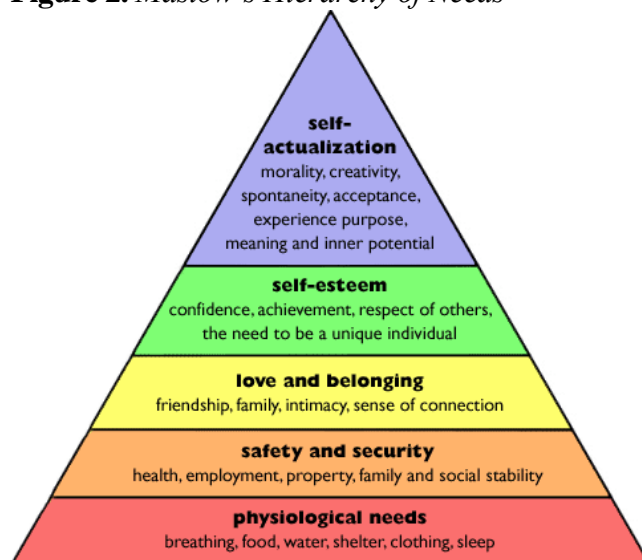 Figure 2. Maslow's Hierarchy of Needs
self-
actualization
morality, creativity,
spontaneity, acceptance,
experience purpose,
meaning and inner potential
self-esteem
confidence, achievement, respect of others,
the need to be a unique individual
love and belonging
friendship, family, intimacy, sense of connection
safety and security
health, employment, property, family and social stability
physiological needs
breathing, food, water, shelter, clothing, sleep